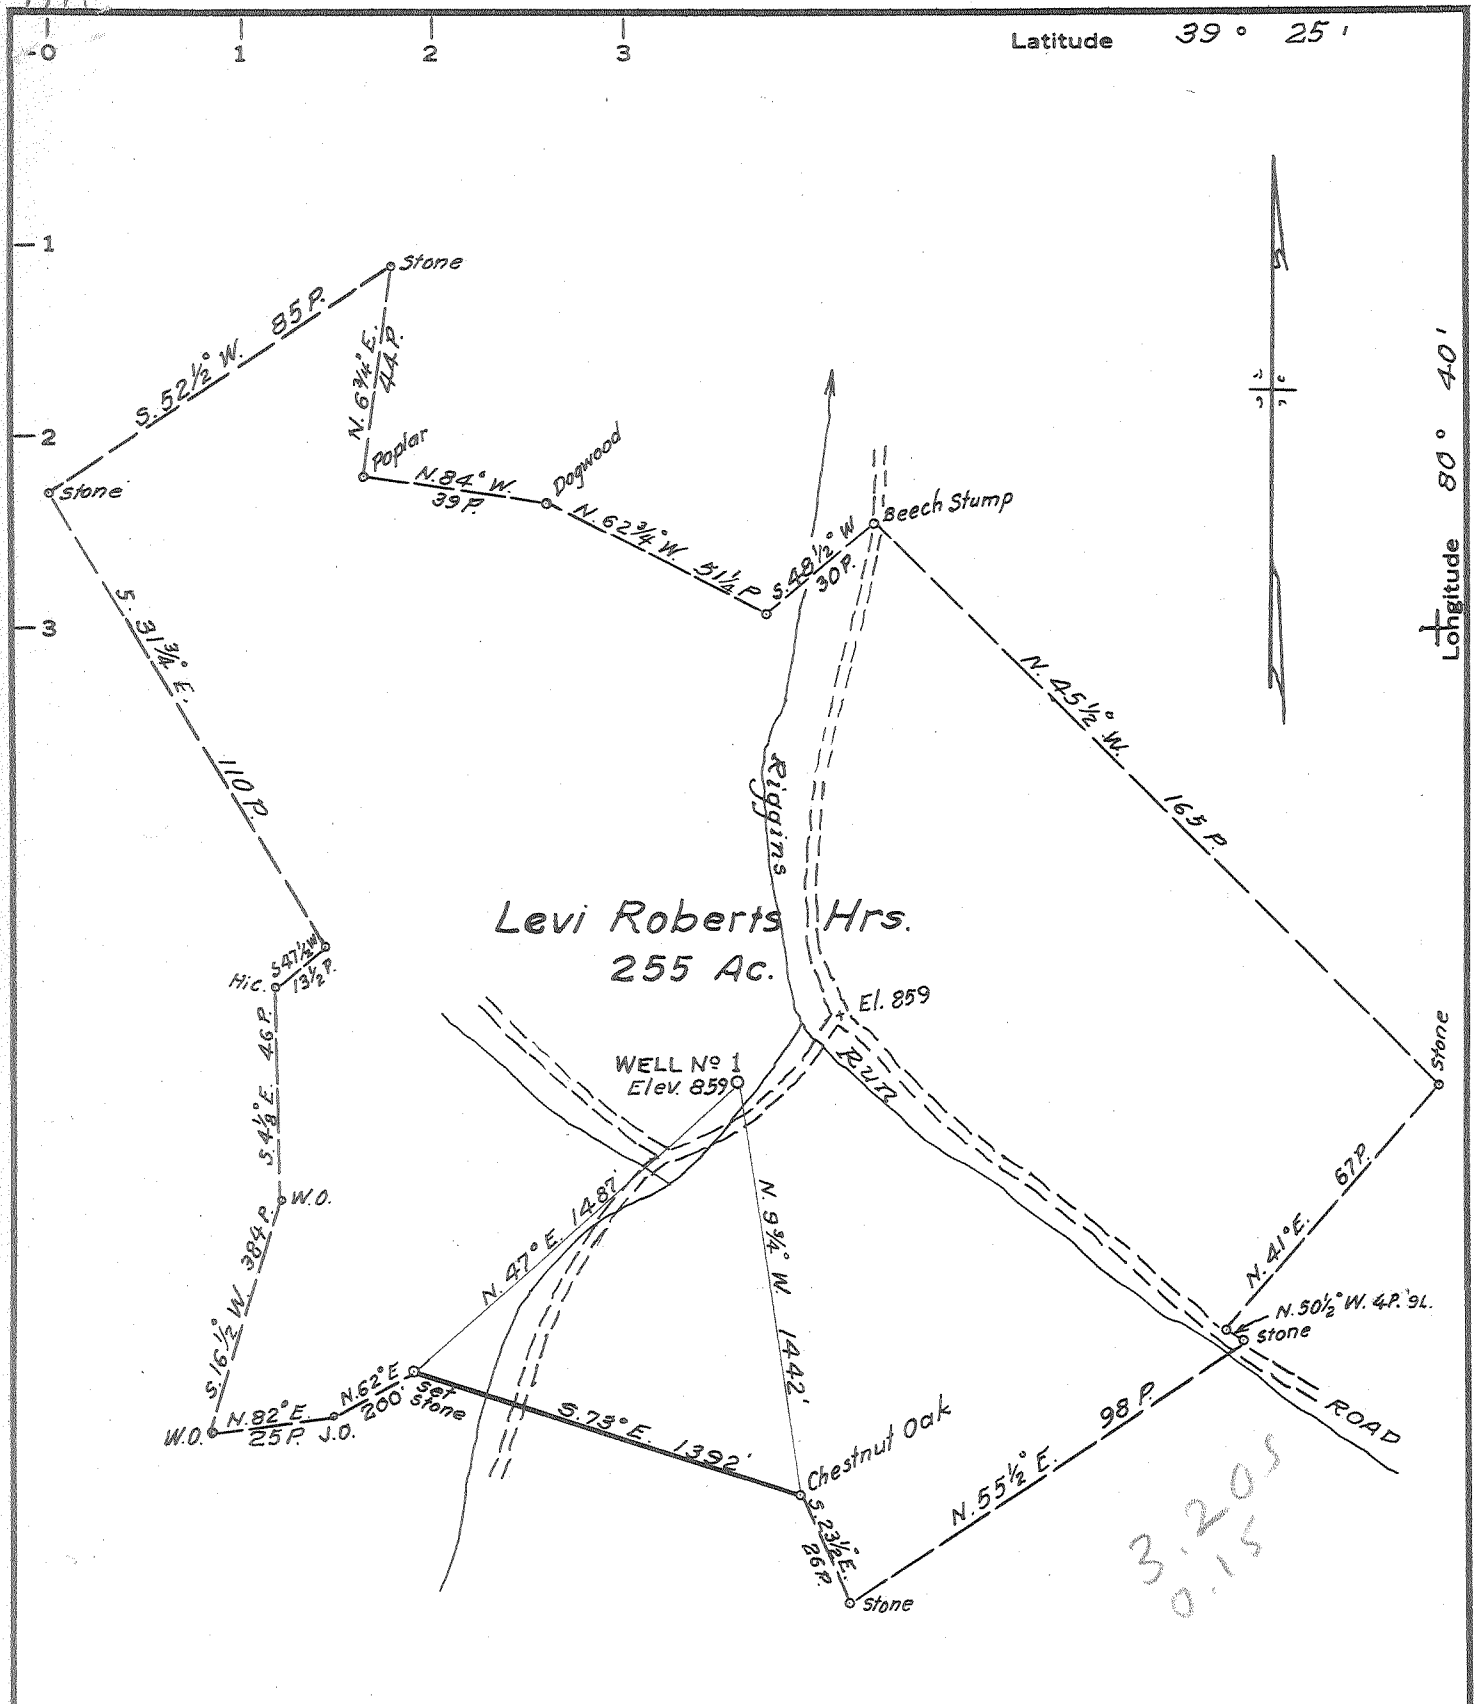 Latitude 39° 25'
0 1 2 3
1
2
3
Longitude 80° 40'
Stone
S. 52½° W. 85 P.
N. 6¾° E.
44 P.
Poplar
Stone
N. 84° W.
39 P.
Dogwood
N. 62¾° W. 51¼ P
S. 48½° W
30 P.
Beech Stump
S. 31¾° E. 110 P.
N. 45½° W. 165 P.
Riggins
Levi Roberts Hrs.
255 Ac.
S 47½ W
13½ P.
Hic.
El. 859
Run
WELL Nº 1
Elev. 859
Stone
S. 4⅛° E. 46 P.
W.O.
67 P.
N. 41° E.
N. 47° E. 1487'
N. 9¾° W. 1442'
S. 16½° W. 384 P.
N. 50½° W. 4P. 9L.
Stone
N. 62° E
200'
Set Stone
N. 82° E.
25 P.
W.O.
J.O.
S. 73° E. 1392'
Chestnut Oak
ROAD
N. 55½° E. 98 P.
S. 23½° E.
26 P.
Stone
3.205
0.15